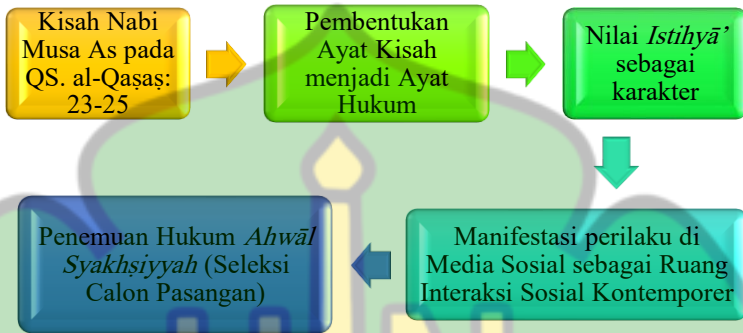 Kisah Nabi
Musa As pada
QS. al-Qaṣaṣ:
23-25
Pembentukan
Ayat Kisah
menjadi Ayat
Hukum
Nilai Istihyā’
sebagai
karakter
Manifestasi perilaku di
Media Sosial sebagai Ruang
Interaksi Sosial Kontemporer
Penemuan Hukum Ahwāl
Syakhṣiyyah (Seleksi
Calon Pasangan)